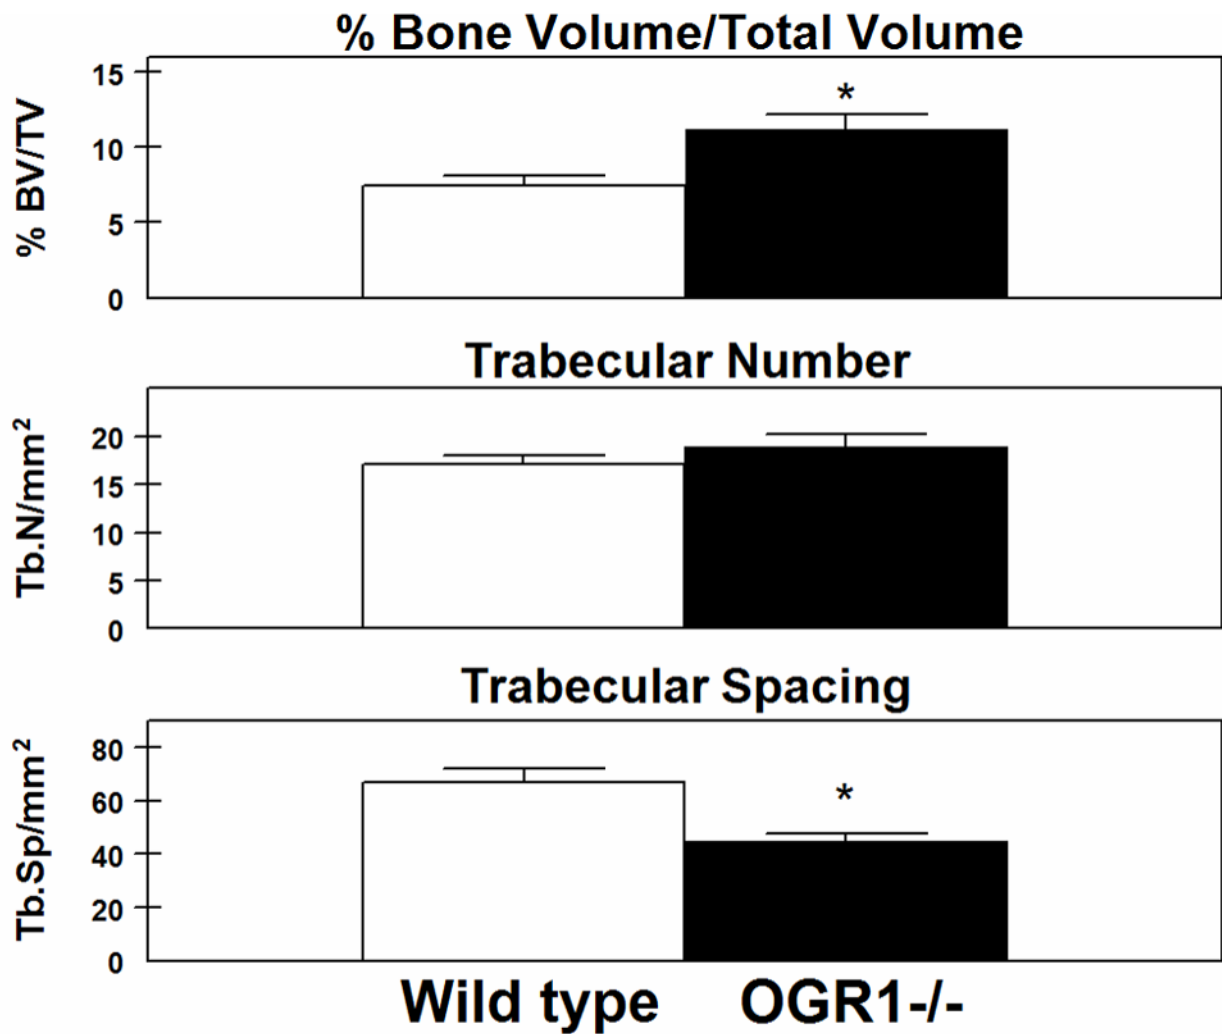 % Bone Volume/Total Volume
% BV/TV
15
*
10
5
0
Trabecular Number
Tb.N/mm²
20
15
10
5
0
Trabecular Spacing
Tb.Sp/mm²
80
60
*
40
20
0
Wild type OGR1-/-